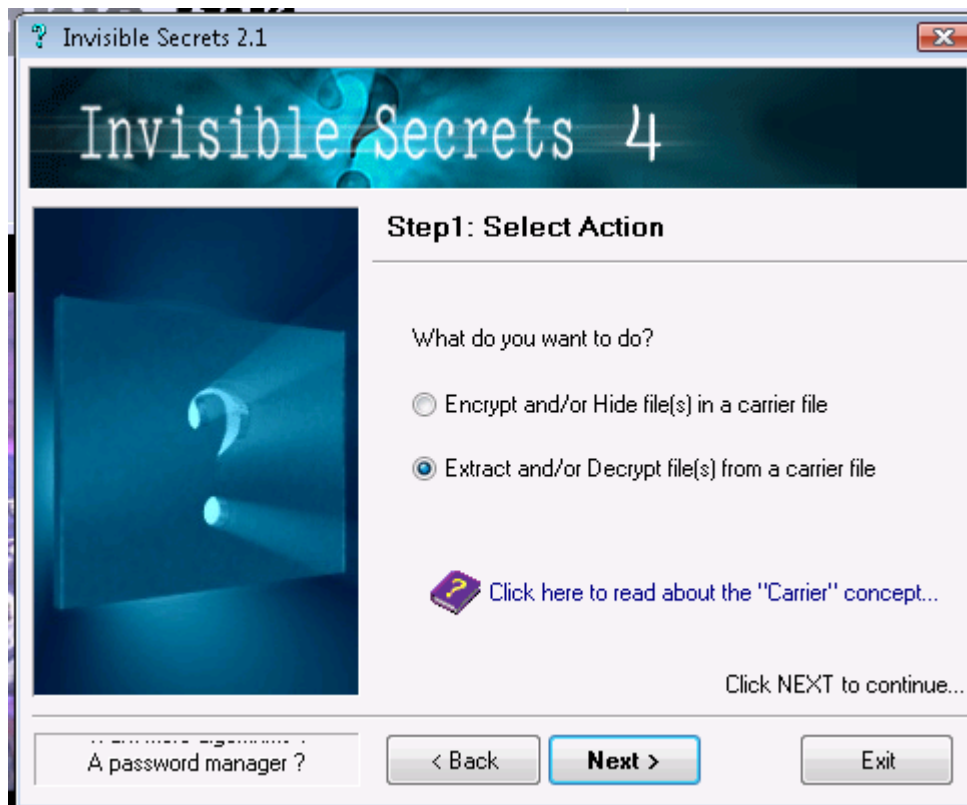 Invisible Secrets 2.1
Invisible Secrets 4
Step1: Select Action
What do you want to do?
Encrypt and/or Hide file(s) in a carrier file
Extract and/or Decrypt file(s) from a carrier file
Click here to read about the "Carrier" concept...
Click NEXT to continue...
A password manager ?
< Back
Next >
Exit